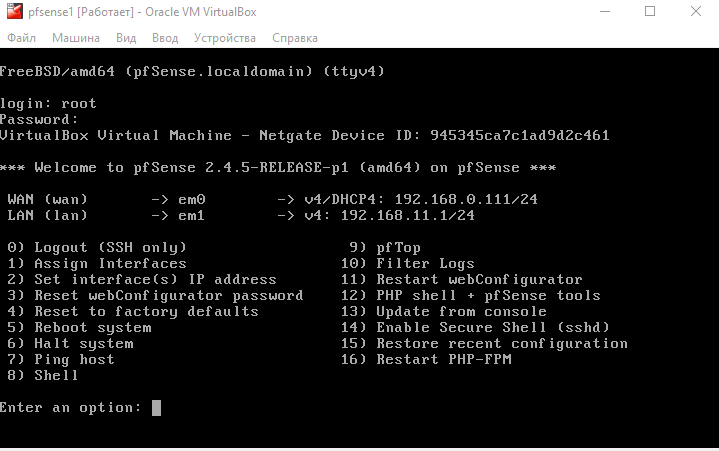 pfsense1 [Работает] - Oracle VM VirtualBox
Файл Машина Вид Ввод Устройства Справка
FreeBSD/amd64 (pfSense.localdomain) (ttyv4)
login: root
Password:
VirtualBox Virtual Machine - Netgate Device ID: 945345ca7c1ad9d2c461
*** Welcome to pfSense 2.4.5-RELEASE-p1 (amd64) on pfSense ***
WAN (wan) -> em0 -> v4/DHCP4: 192.168.0.111/24
LAN (lan) -> em1 -> v4: 192.168.11.1/24
0) Logout (SSH only) 9) pfTop
1) Assign Interfaces 10) Filter Logs
2) Set interface(s) IP address 11) Restart webConfigurator
3) Reset webConfigurator password 12) PHP shell + pfSense tools
4) Reset to factory defaults 13) Update from console
5) Reboot system 14) Enable Secure Shell (sshd)
6) Halt system 15) Restore recent configuration
7) Ping host 16) Restart PHP-FPM
8) Shell
Enter an option: